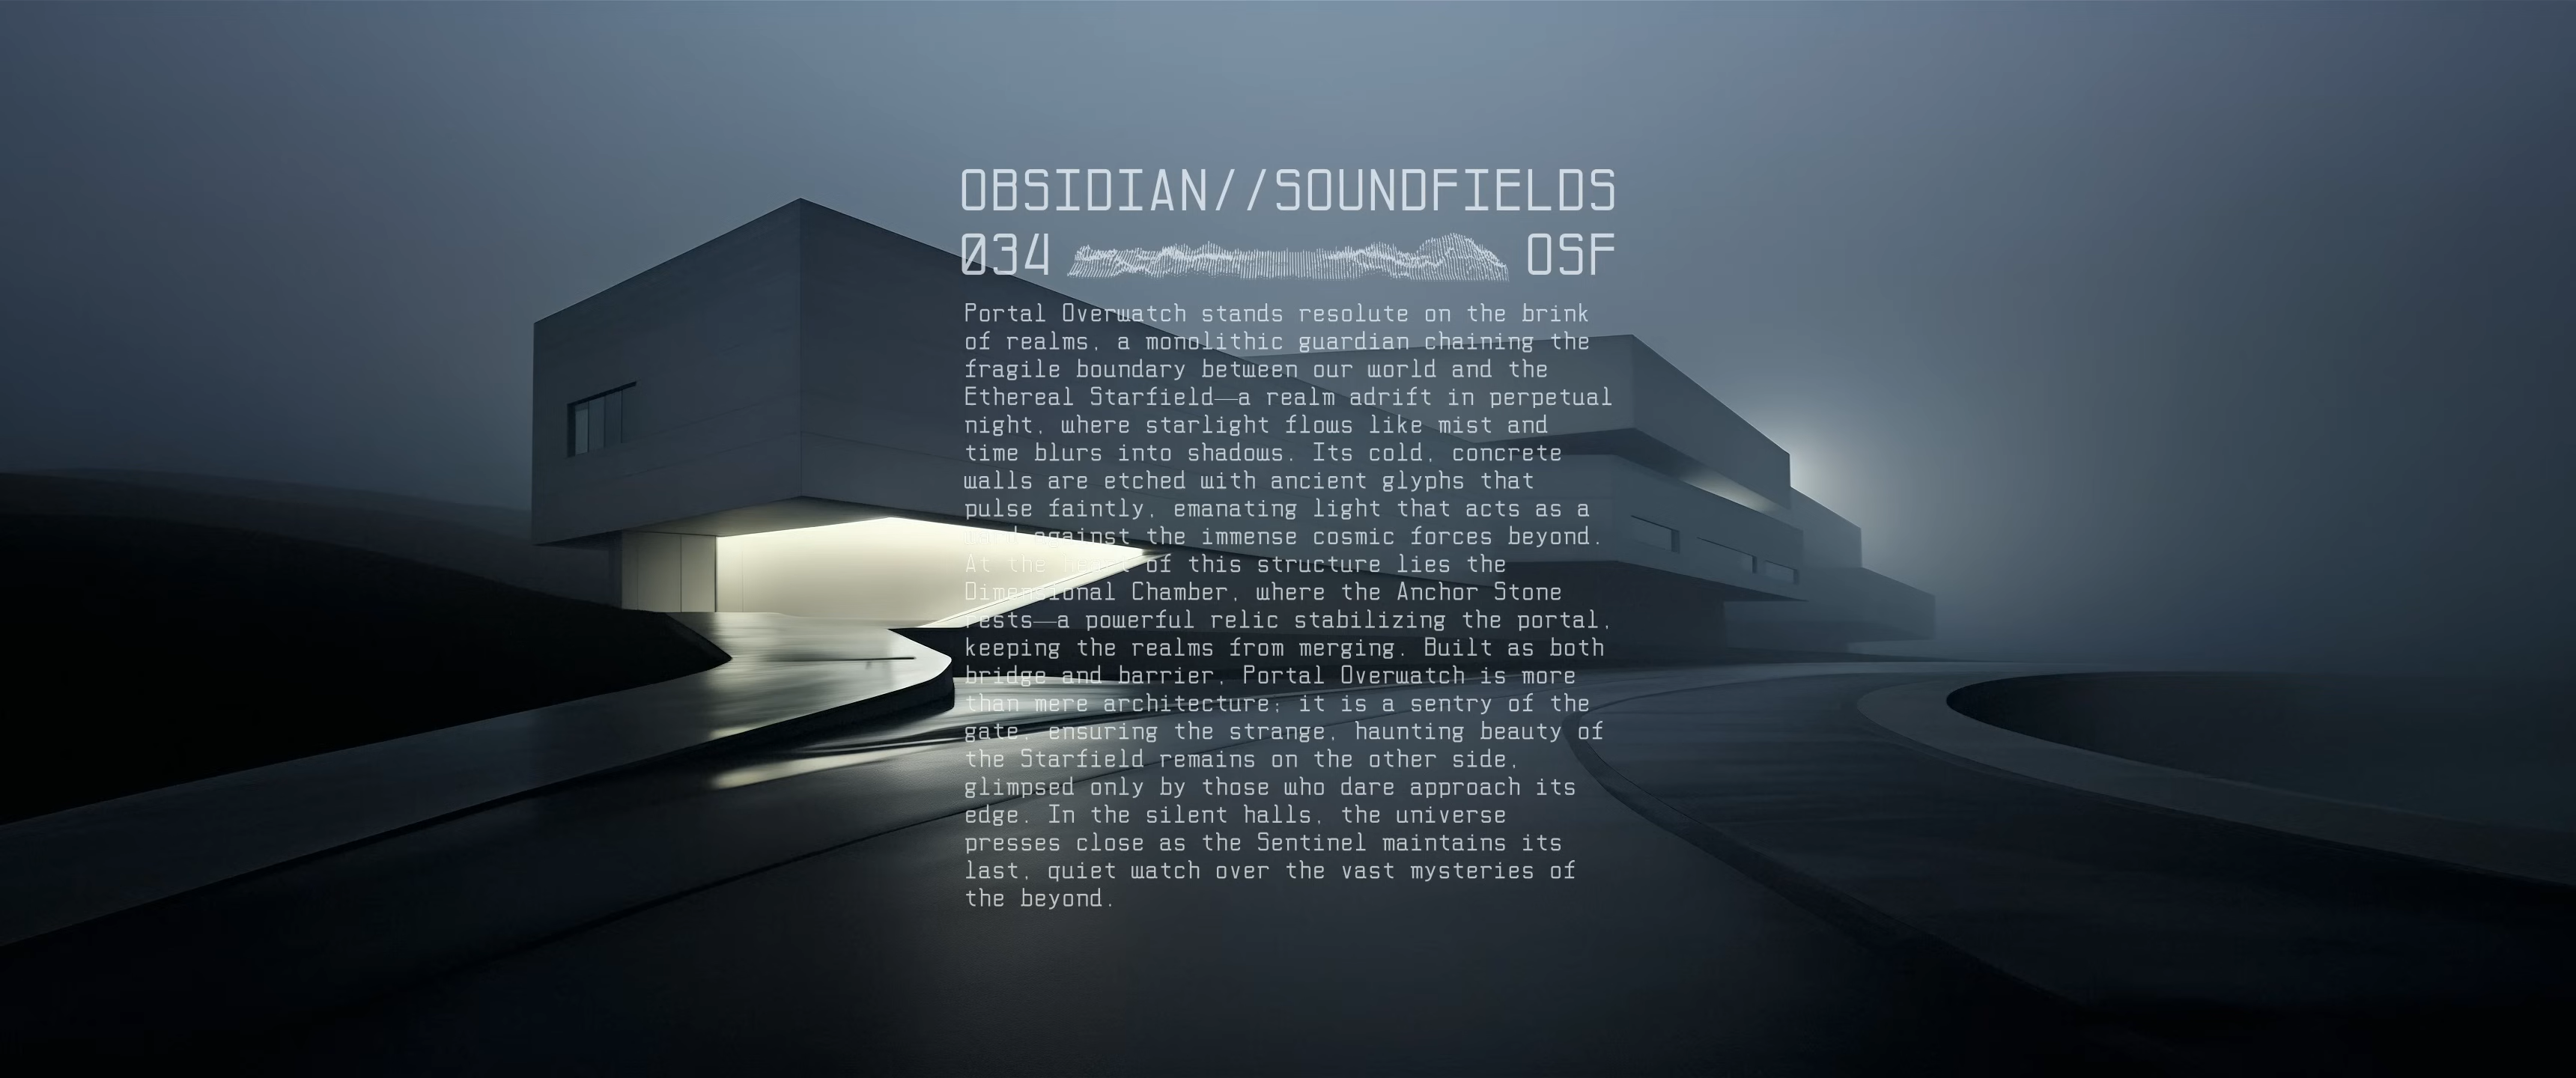 OBSIDIAN//SOUNDFIELDS
034 OSF
Portal Overwatch stands resolute on the brink
of realms, a monolithic guardian chaining the
fragile boundary between our world and the
Ethereal Starfield—a realm adrift in perpetual
night, where starlight flows like mist and
time blurs into shadows. Its cold, concrete
walls are etched with ancient glyphs that
pulse faintly, emanating light that acts as a
against the immense cosmic forces beyond.
At the of this structure lies the
Dimensional Chamber, where the Anchor Stone
rests—a powerful relic stabilizing the portal,
keeping the realms from merging. Built as both
bridge and barrier, Portal Overwatch is more
than mere architecture; it is a sentry of the
gate, ensuring the strange, haunting beauty of
the Starfield remains on the other side,
glimpsed only by those who dare approach its
edge. In the silent halls, the universe
presses close as the Sentinel maintains its
last, quiet watch over the vast mysteries of
the beyond.